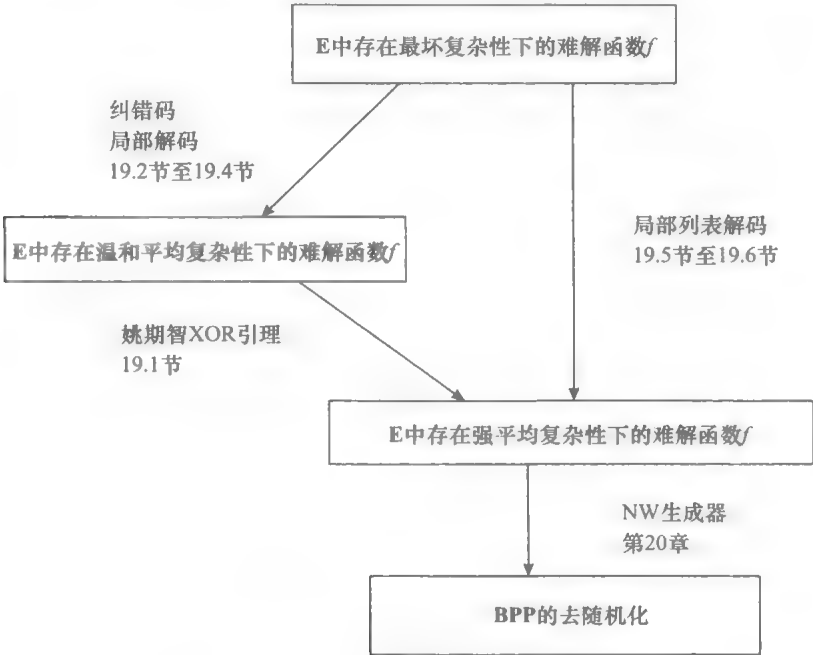 E中存在最坏复杂性下的难解函数f
纠错码
局部解码
19.2节至19.4节
E中存在温和平均复杂性下的难解函数f
局部列表解码
19.5节至19.6节
姚期智XOR引理
19.1节
E中存在强平均复杂性下的难解函数f
NW生成器
第20章
BPP的去随机化